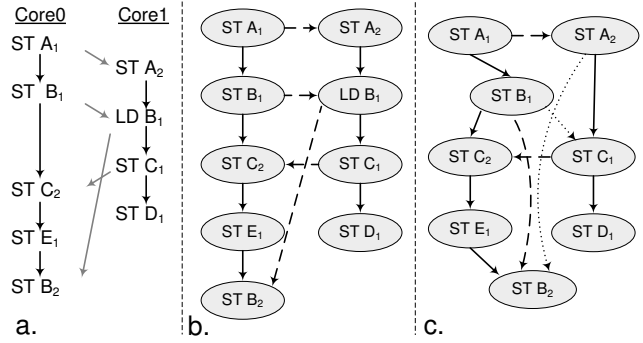 Core0 Core1
ST A₁
ST A₂
ST B₁
LD B₁
ST C₁
ST C₂
ST D₁
ST E₁
ST B₂
a.
ST A₁ ST A₂
ST B₁ LD B₁
ST C₂ ST C₁
ST E₁ ST D₁
ST B₂
b.
ST A₁ ST A₂
ST B₁
ST C₂ ST C₁
ST E₁ ST D₁
ST B₂
c.